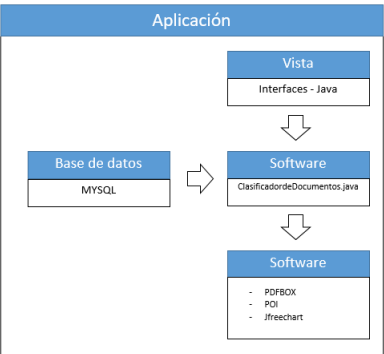 Aplicación
Vista
Interfaces - Java
Base de datos
MYSQL
Software
ClasificadordeDocumentos.java
Software
- PDFBOX
- POI
- Jfreechart